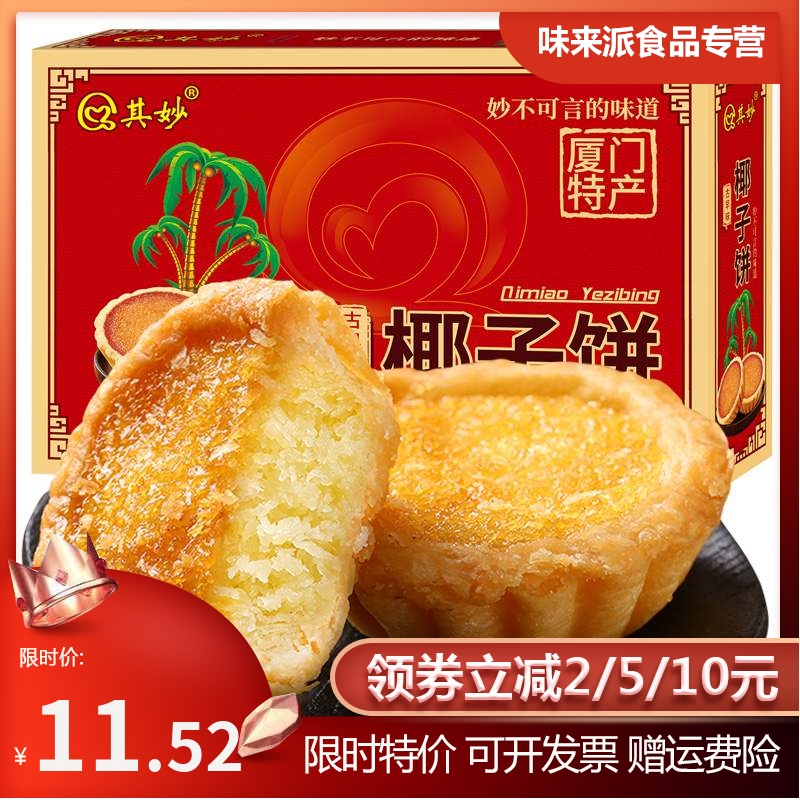 味来派食品专营
其妙®
妙不可言的味道
厦门
特产
Qimiao Yezibing
椰子饼
椰子饼
限时价:
¥11.52
领券立减2/5/10元
限时特价 可开发票 赠运费险